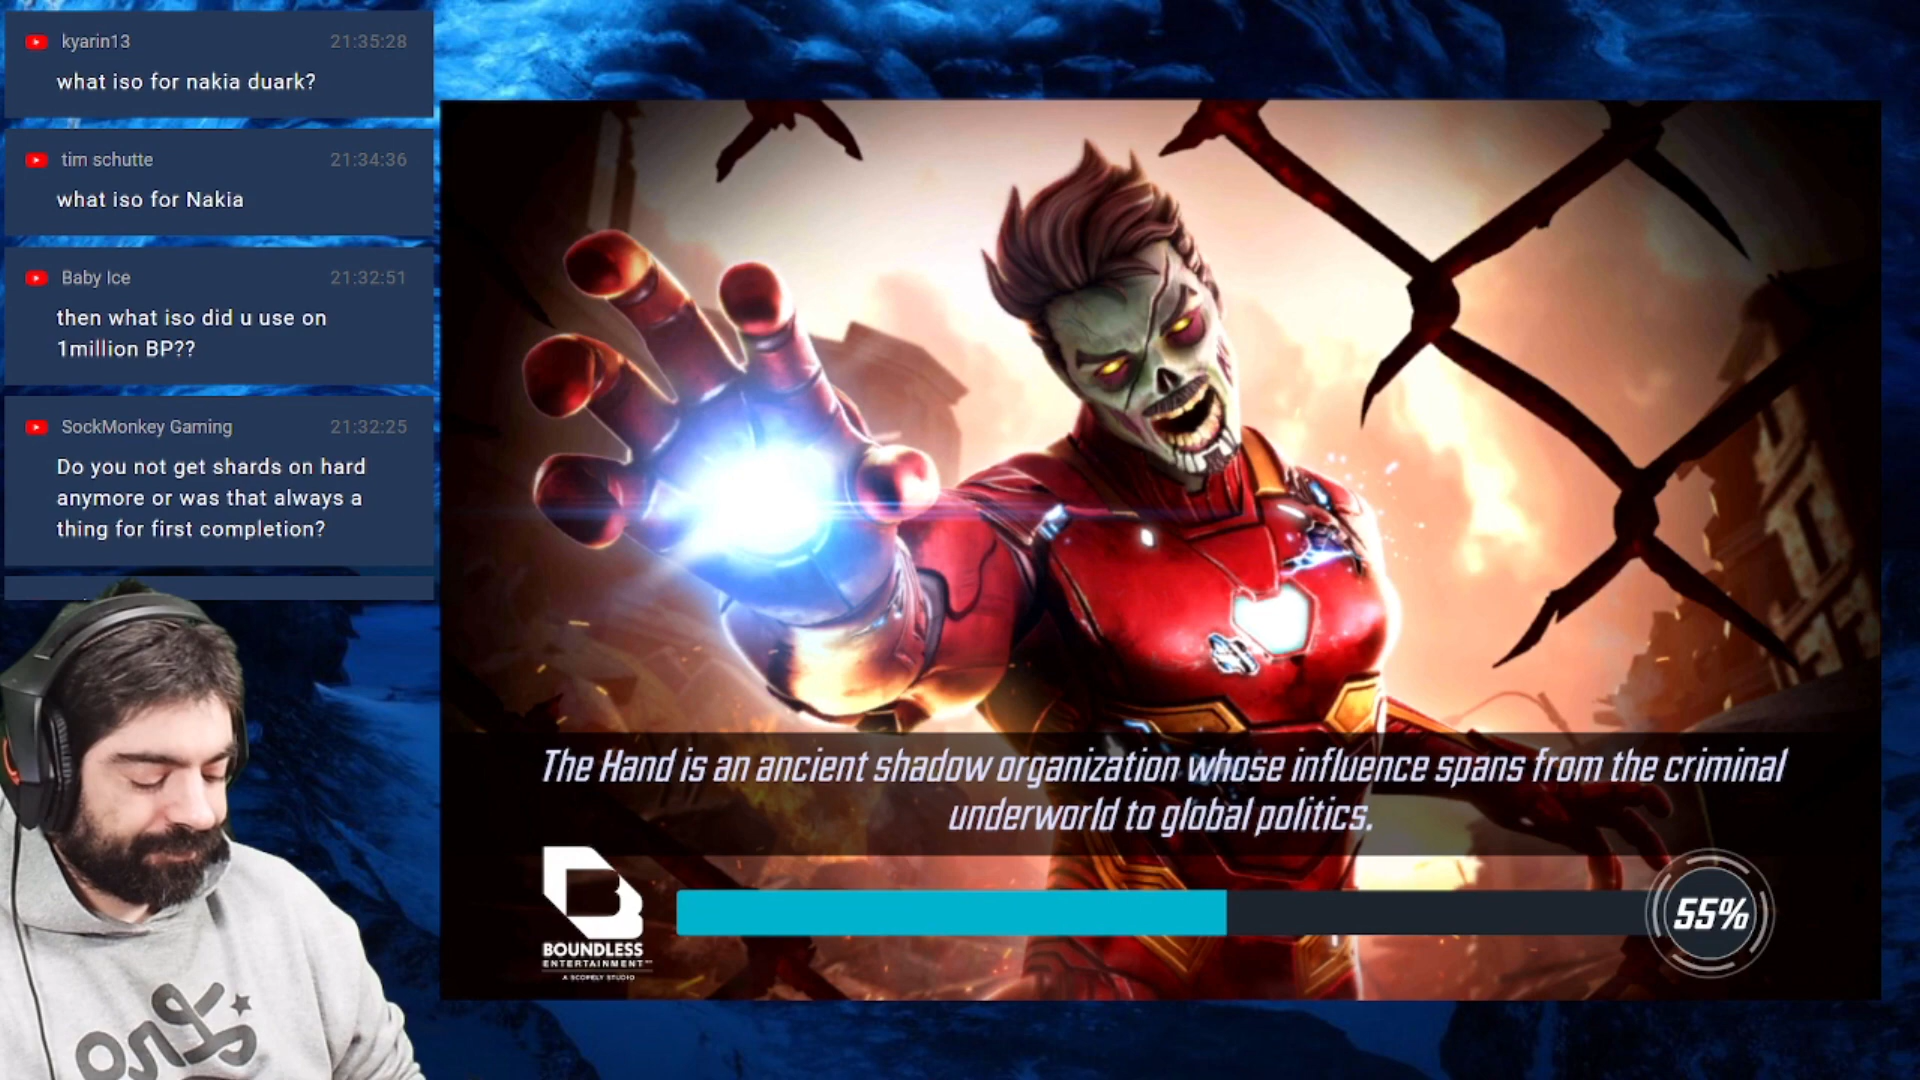 kyarin13 21:35:28
what iso for nakia duark?
tim schutte 21:34:36
what iso for Nakia
Baby Ice 21:32:51
then what iso did u use on
1million BP??
SockMonkey Gaming 21:32:25
Do you not get shards on hard
anymore or was that always a
thing for first completion?
The Hand is an ancient shadow organization whose influence spans from the criminal
underworld to global politics.
B
BOUNDLESS
ENTERTAINMENT™
A SCOPELY STUDIO
55%